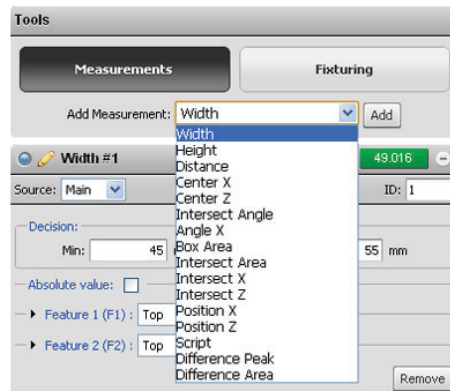 Tools
Measurements Fixturing
Add Measurement: Width Add
Width
Height
Distance
Center X
Center Z
Intersect Angle
Angle X
Box Area
Intersect Area
Intersect X
Intersect Z
Position X
Position Z
Script
Difference Peak
Difference Area
Width #1 49.016
Source: Main ID: 1
Decision:
Min: 45 55 mm
Absolute value:
Feature 1 (F1) : Top
Feature 2 (F2) : Top
Remove